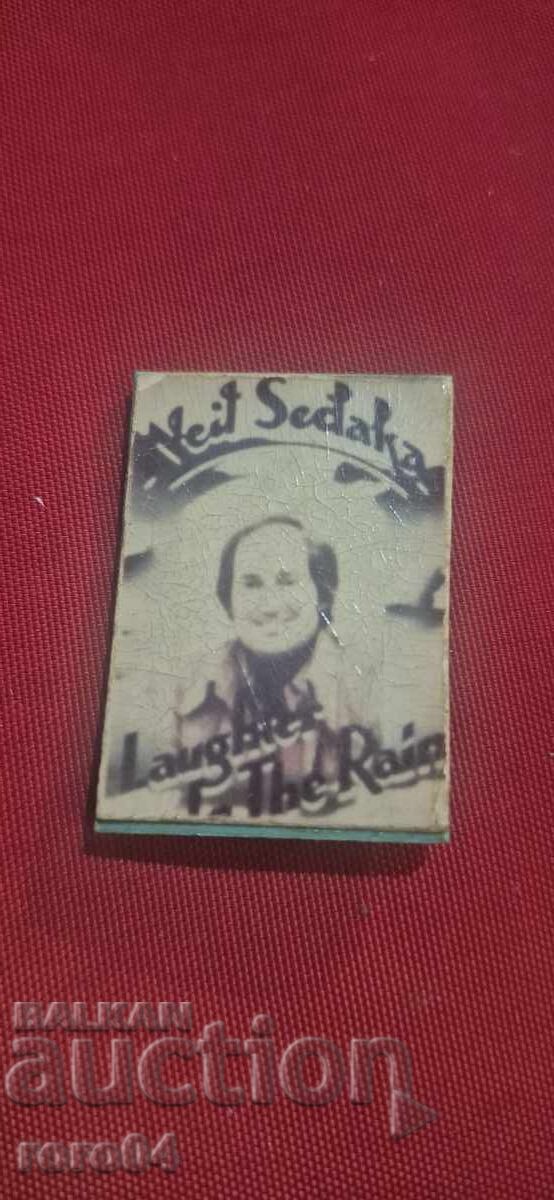 Neil Sedaka
Laughter
In The Rain
BALKAN
auction
roro04